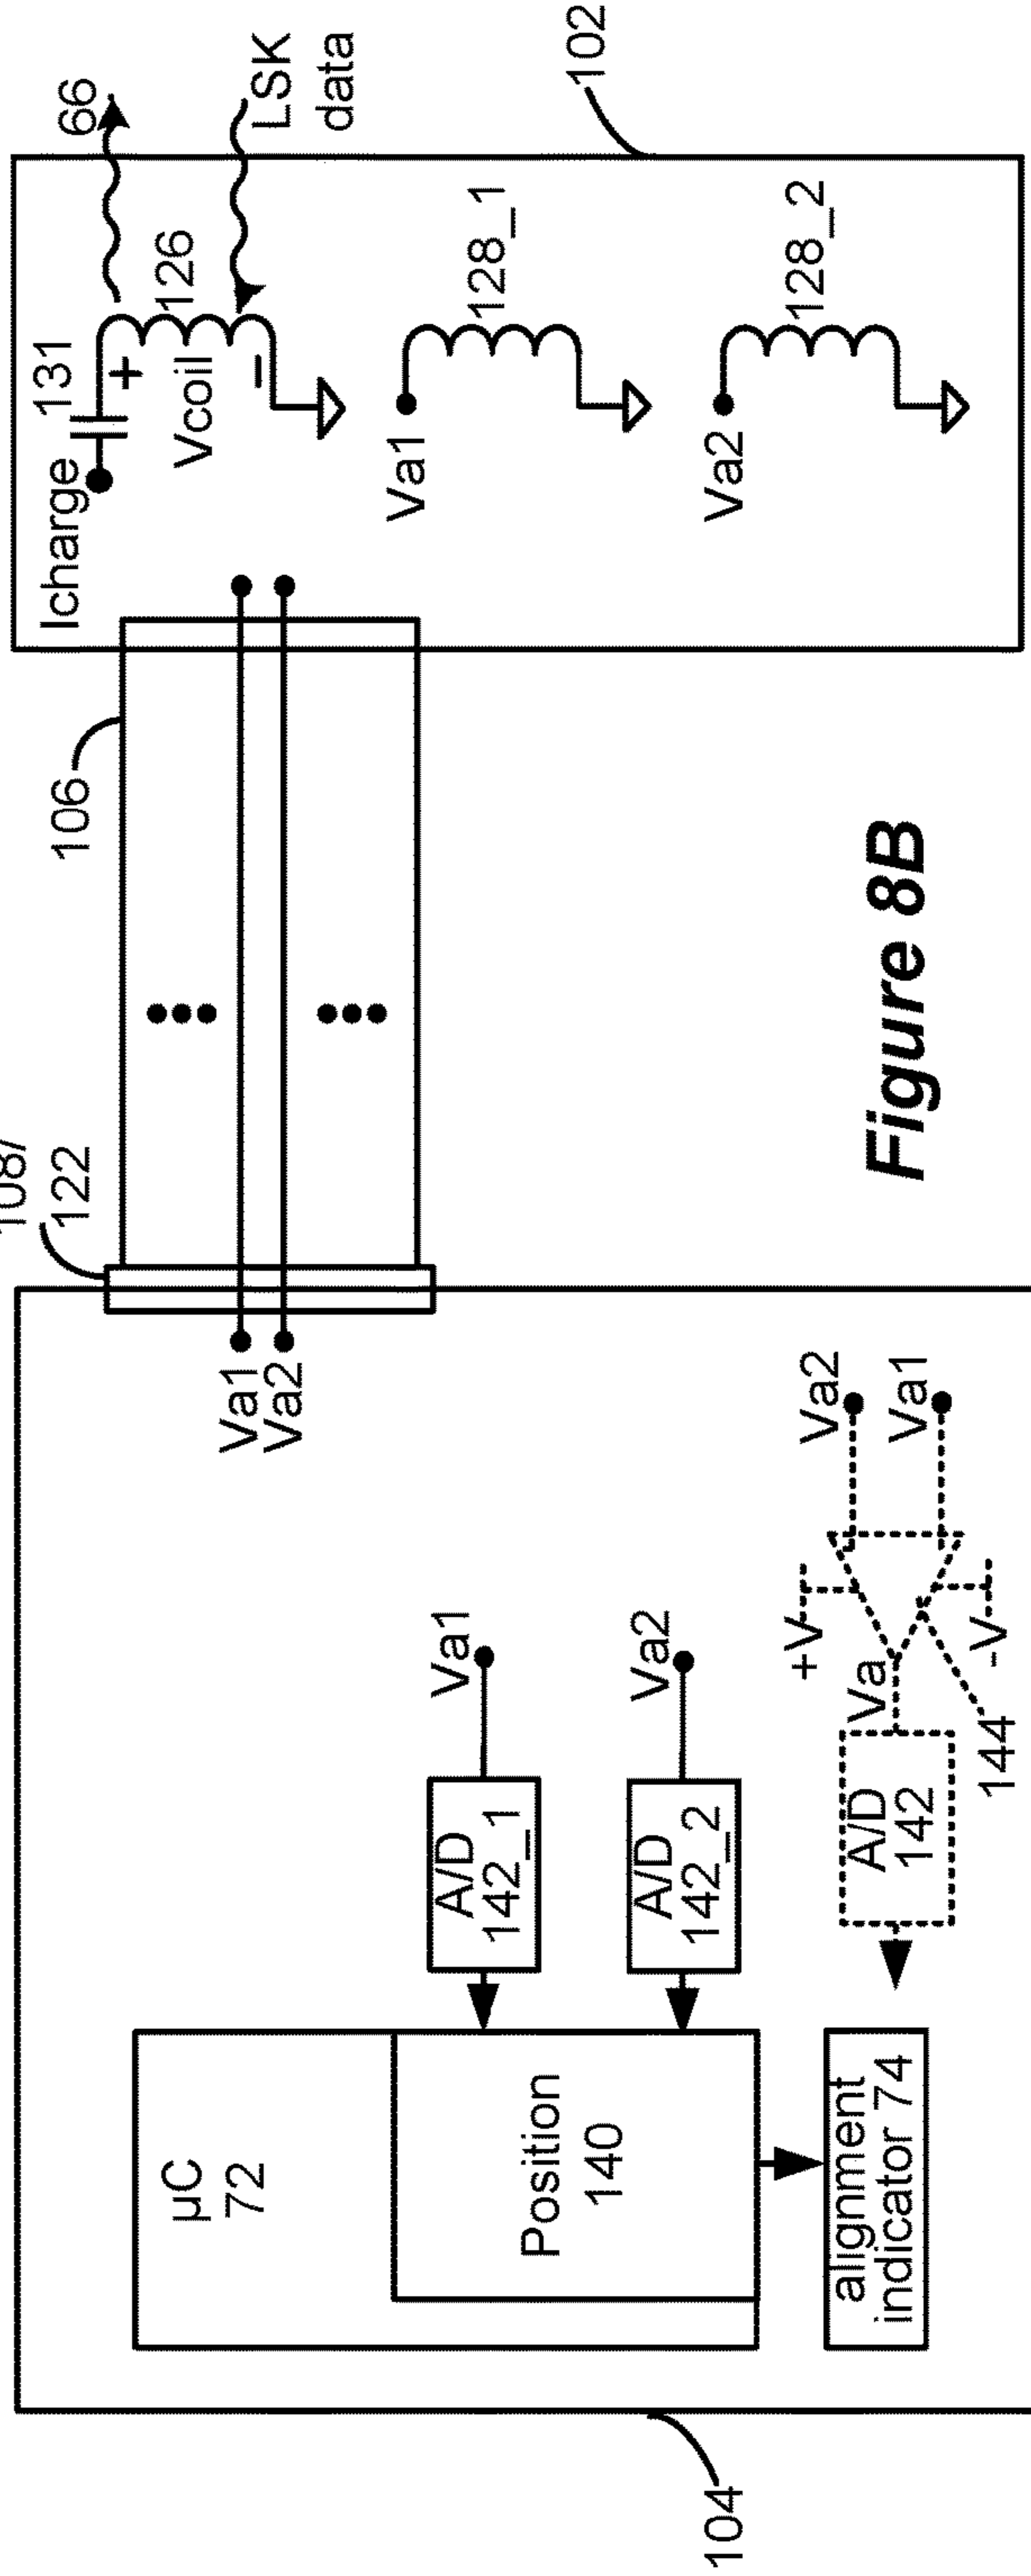 104
µC
72
Position
140
alignment
indicator 74
A/D
142_1
Va1
A/D
142_2
Va2
A/D
142
Va
+V
-V
144
Va2
Va1
Va1
Va2
108/
122
106
Icharge
131
+
Vcoil
−
126
66
LSK
data
Va1
128_1
Va2
128_2
102
Figure 8B